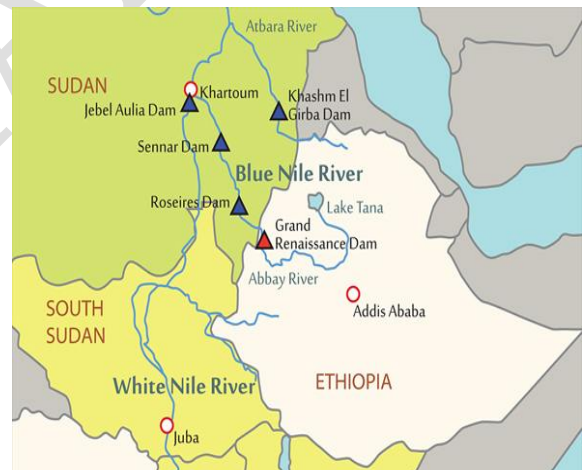 Atbara River
SUDAN
Khartoum
Jebel Aulia Dam
Khashm El
Girba Dam
Sennar Dam
Blue Nile River
Roseires Dam
Lake Tana
Grand
Renaissance Dam
Abbay River
Addis Ababa
SOUTH
SUDAN
ETHIOPIA
White Nile River
Juba